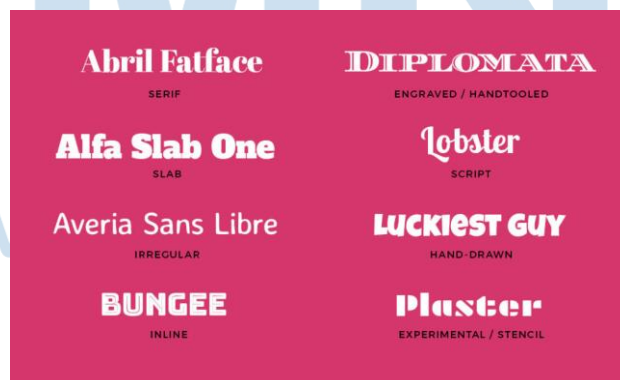 Abril Fatface
SERIF
DIPLOMATA
ENGRAVED / HANDTOOLED
Alfa Slab One
SLAB
Lobster
SCRIPT
Averia Sans Libre
IRREGULAR
LUCKIEST GUY
HAND-DRAWN
BUNGEE
INLINE
Plaster
EXPERIMENTAL / STENCIL